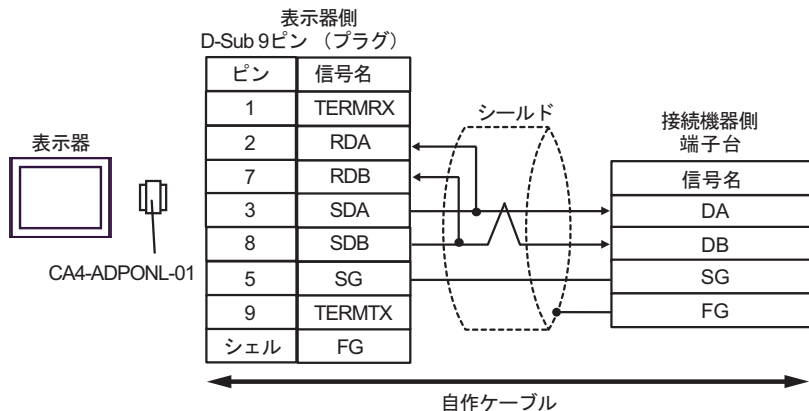 表示器側
D-Sub 9ピン （プラグ）
ピン 信号名
1 TERMRX
2 RDA
7 RDB
3 SDA
8 SDB
5 SG
9 TERMTX
シェル FG
表示器
CA4-ADPONL-01
シールド
接続機器側
端子台
信号名
DA
DB
SG
FG
自作ケーブル